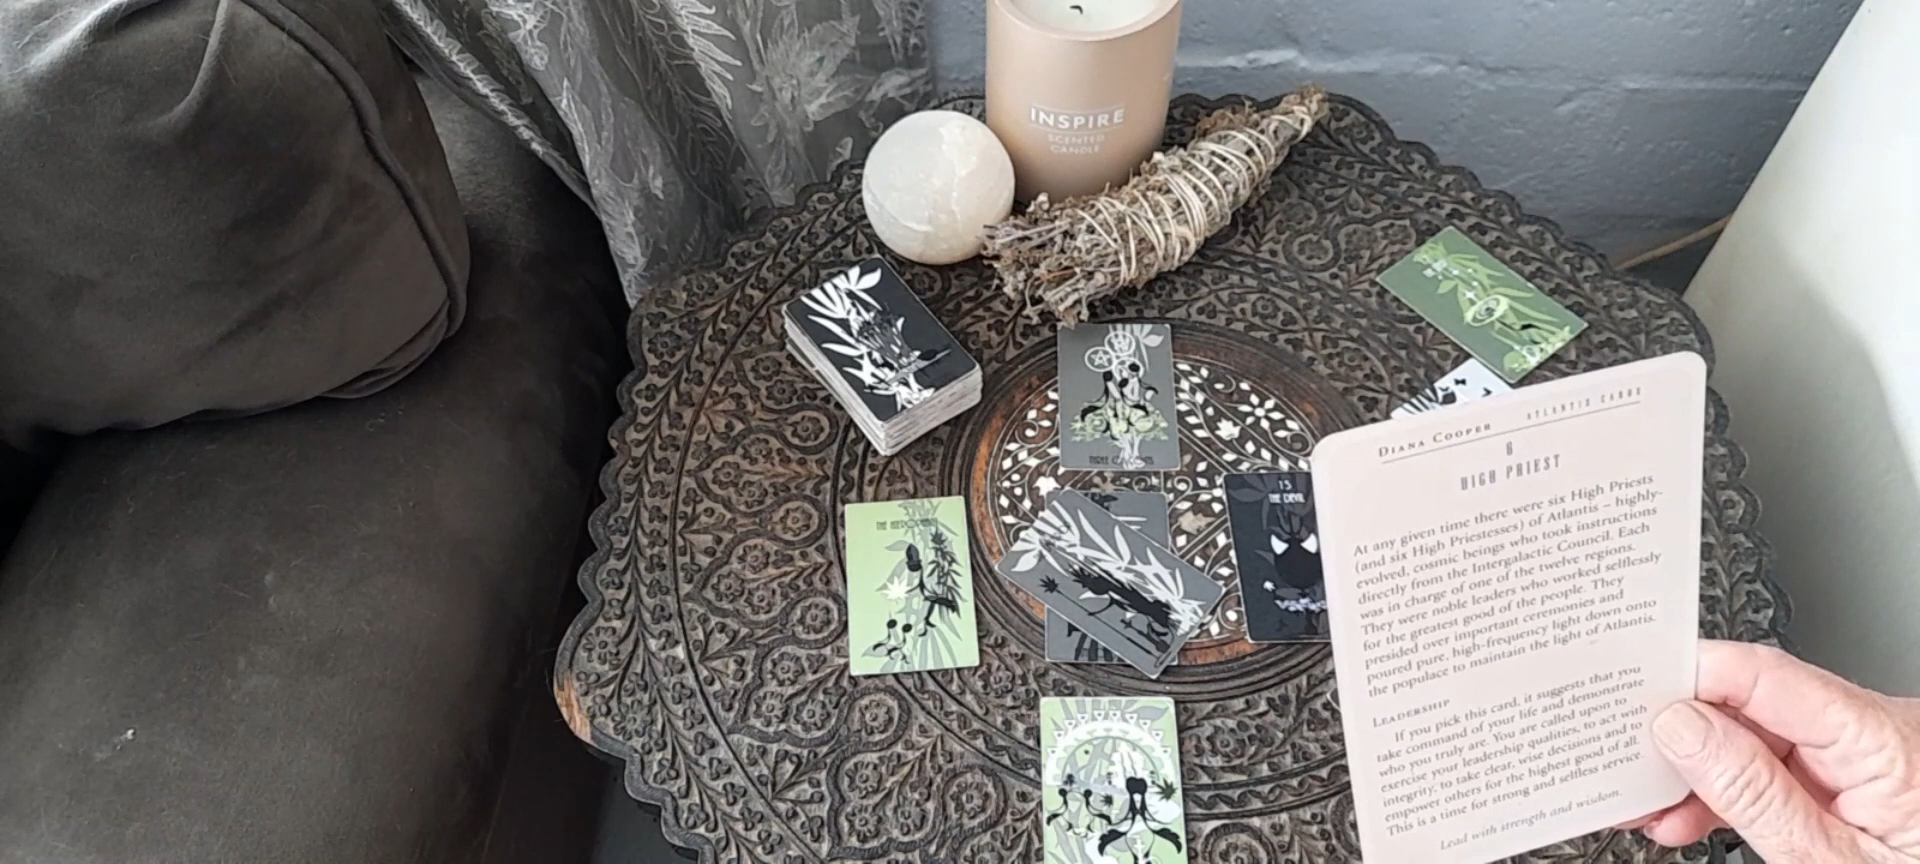 INSPIRE
SCENTED
CANDLE
THREE OF
15
THE DEVIL
THE HIEROPHANT
DIANA COOPER
ATLANTIS CARDS
6
HIGH PRIEST
At any given time there were six High Priests
(and six High Priestesses) of Atlantis – highly-
evolved, cosmic beings who took instructions
directly from the Intergalactic Council. Each
was in charge of one of the twelve regions.
They were noble leaders who worked selflessly
for the greatest good of the people. They
presided over important ceremonies and
poured pure, high-frequency light down onto
the populace to maintain the light of Atlantis.
LEADERSHIP
If you pick this card, it suggests that you
take command of your life and demonstrate
who you truly are. You are called upon to
exercise your leadership qualities, to act with
integrity, to take clear, wise decisions and to
empower others for the highest good of all.
This is a time for strong and selfless service.
Lead with strength and wisdom.